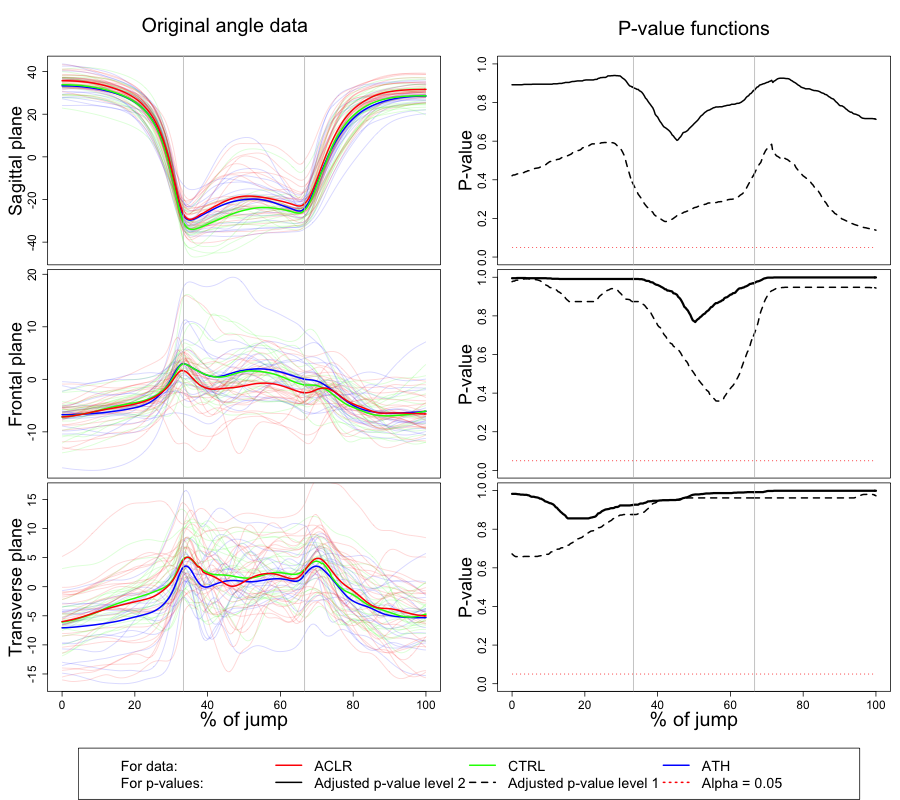 Original angle data
P-value functions
Sagittal plane
40
20
0
-20
-40
P-value
1.0
0.8
0.6
0.4
0.2
0.0
Frontal plane
20
10
0
-10
P-value
1.0
0.8
0.6
0.4
0.2
0.0
Transverse plane
15
10
5
0
-5
-10
-15
P-value
1.0
0.8
0.6
0.4
0.2
0.0
0 20 40 60 80 100
0 20 40 60 80 100
% of jump
% of jump
For data: ACLR CTRL ATH
For p-values: Adjusted p-value level 2 Adjusted p-value level 1 Alpha = 0.05